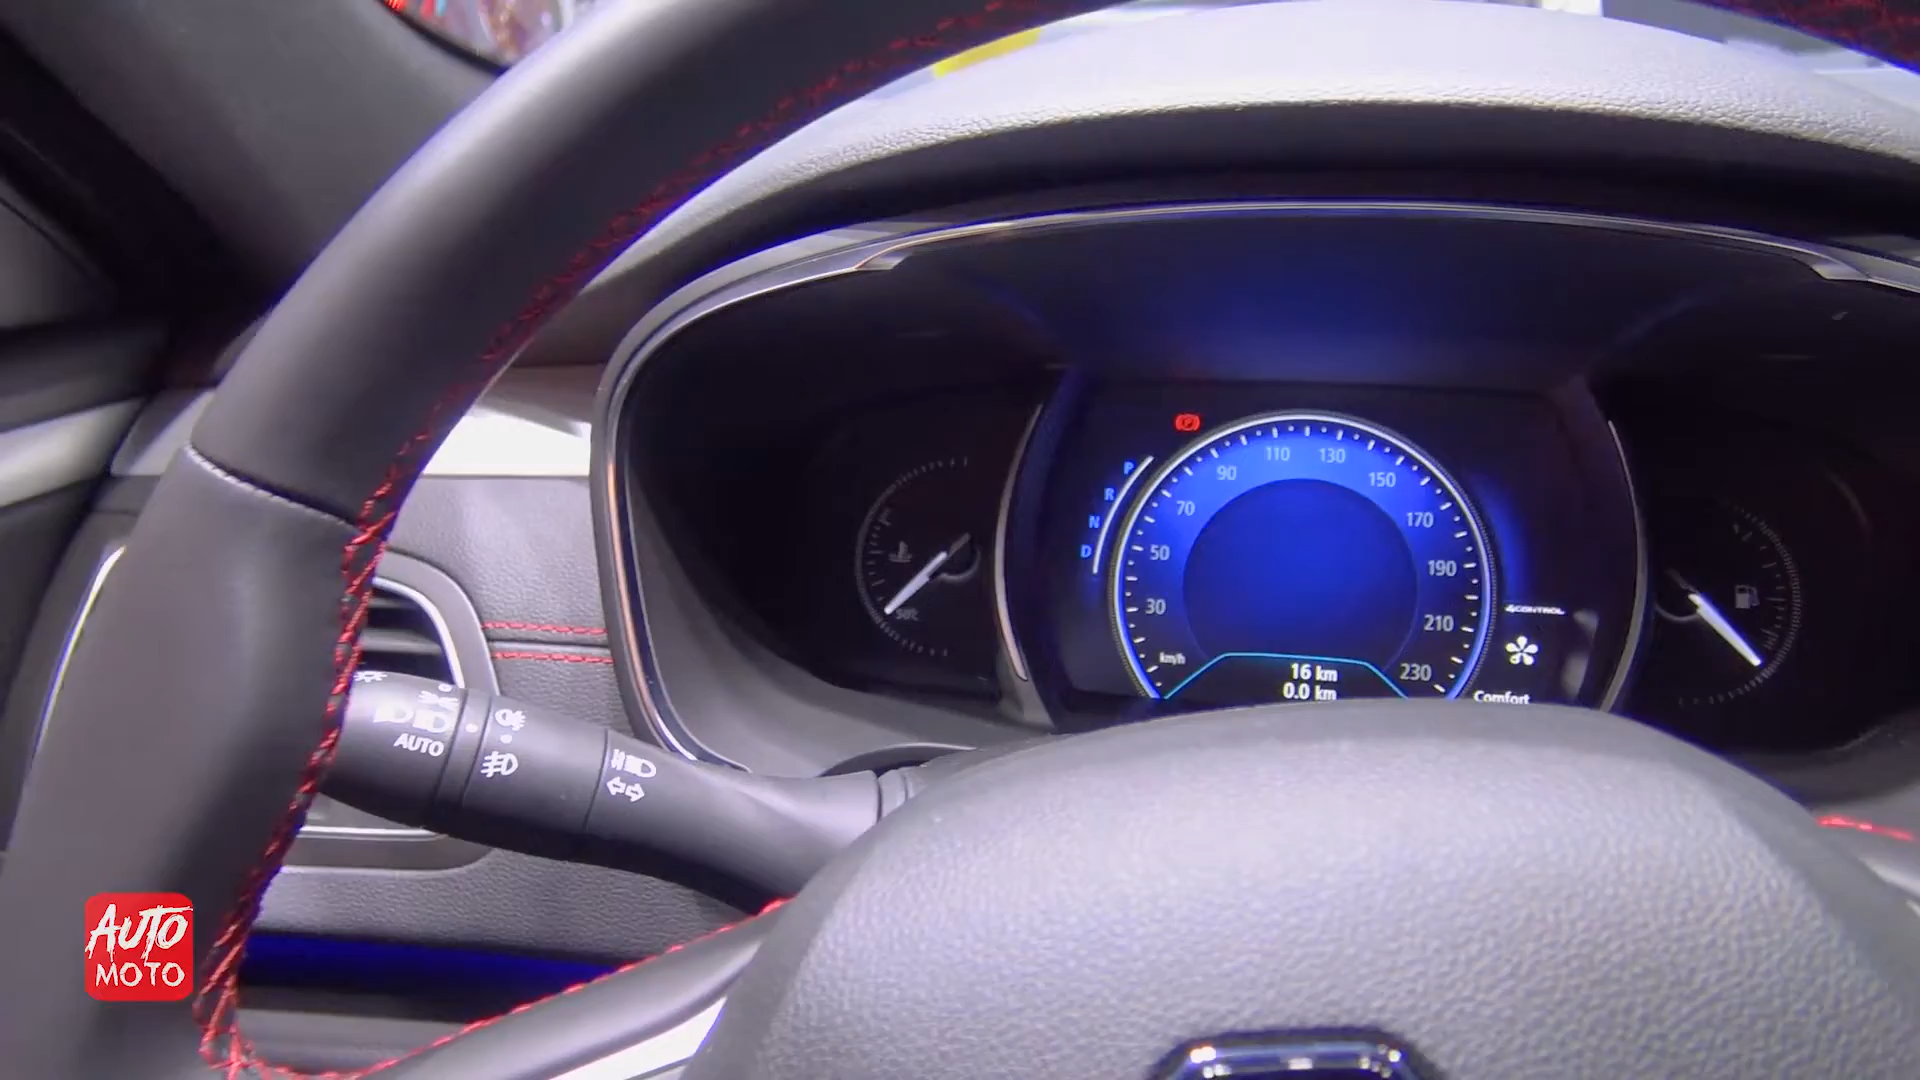 P
R
N
D
30
50
70
90
110
130
150
170
190
210
230
km/h
16 km
0.0 km
4CONTROL
Comfort
AUTO
AUTO
MOTO